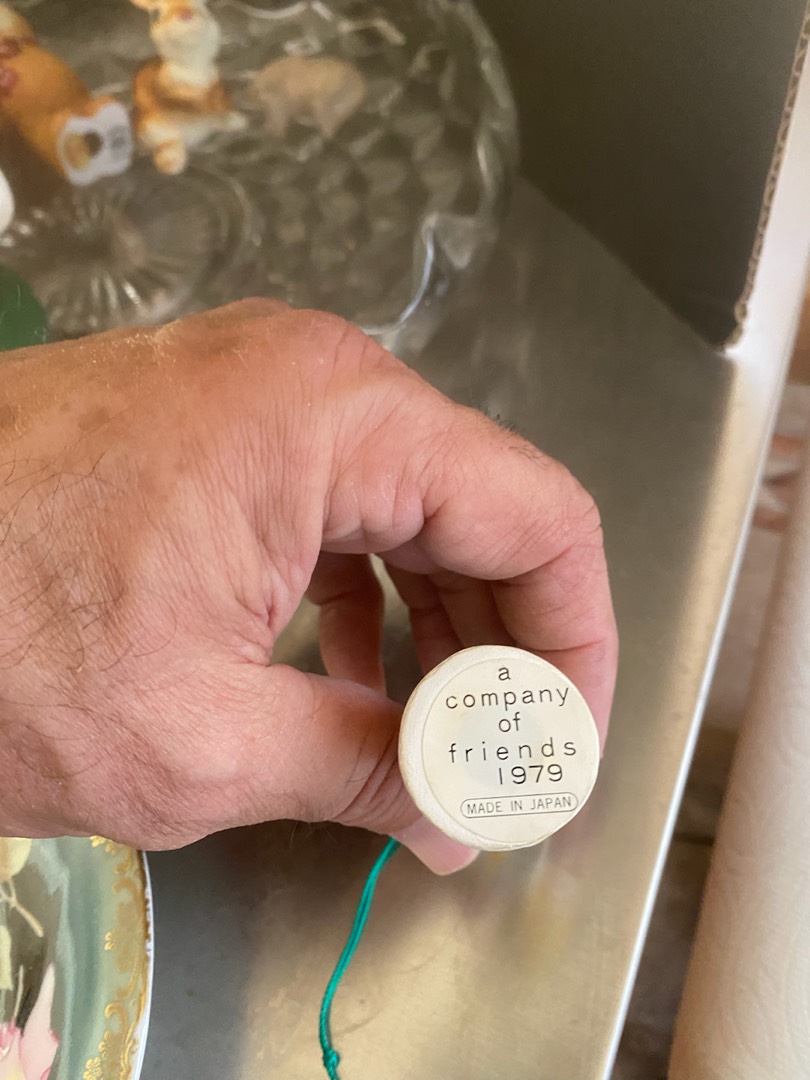 a
company
of
friends
1979
MADE IN JAPAN